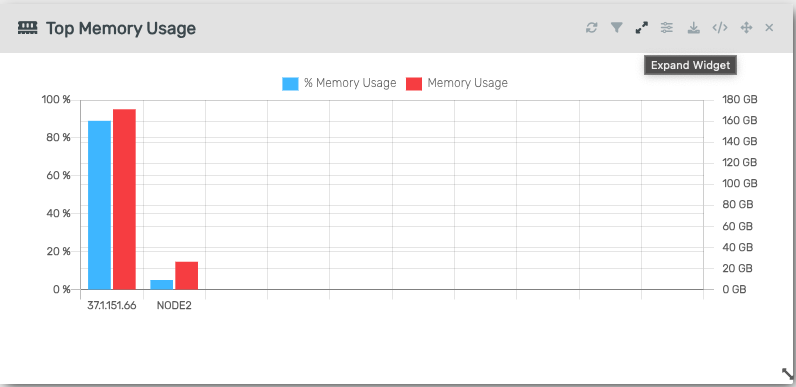 Top Memory Usage
</>
Expand Widget
% Memory Usage Memory Usage
100 % 180 GB
160 GB
80 % 140 GB
120 GB
60 % 100 GB
40 % 80 GB
60 GB
20 % 40 GB
20 GB
0 % 0 GB
37.1.151.66 NODE2